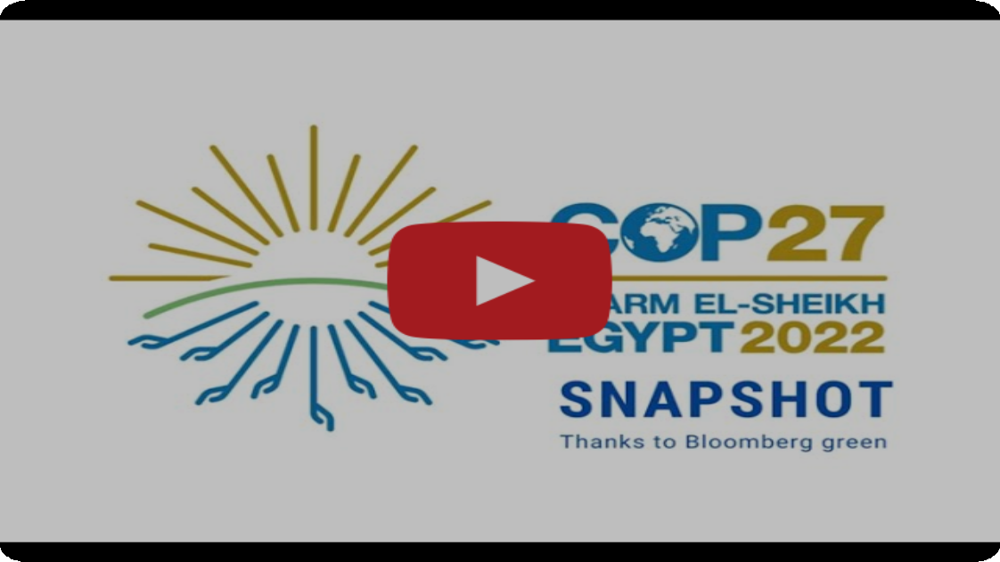 COP27
ARM EL-SHEIKH
EGYPT 2022
SNAPSHOT
Thanks to Bloomberg green